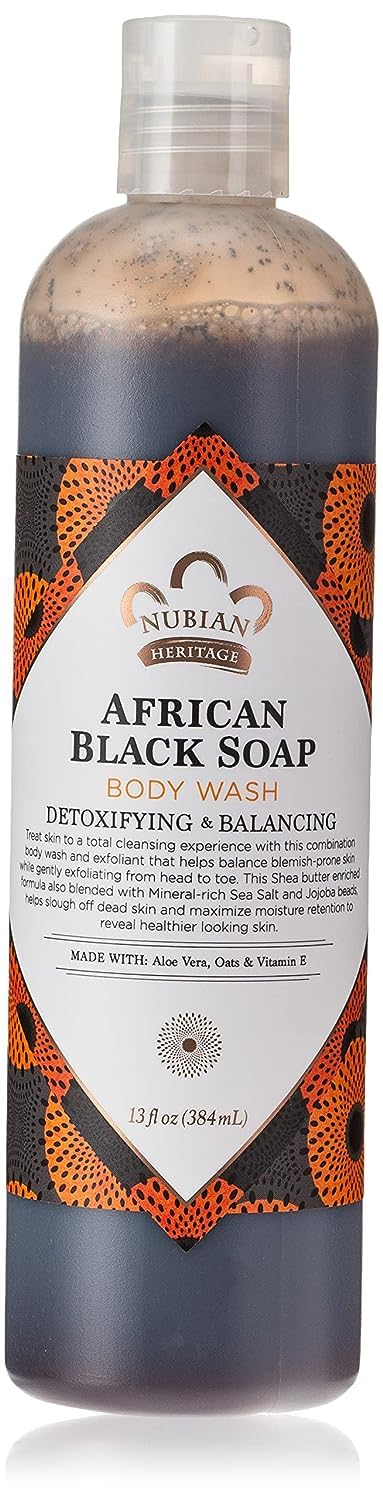 NUBIAN
HERITAGE
AFRICAN
BLACK SOAP
BODY WASH
DETOXIFYING & BALANCING
Treat skin to a total cleansing experience with this combination
body wash and exfoliant that helps balance blemish-prone skin
while gently exfoliating from head to toe. This Shea butter enriched
formula also blended with Mineral-rich Sea Salt and Jojoba beads,
helps slough off dead skin and maximize moisture retention to
reveal healthier looking skin.
MADE WITH: Aloe Vera, Oats & Vitamin E
13 fl oz (384mL)